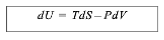 dU = TdS – PdV